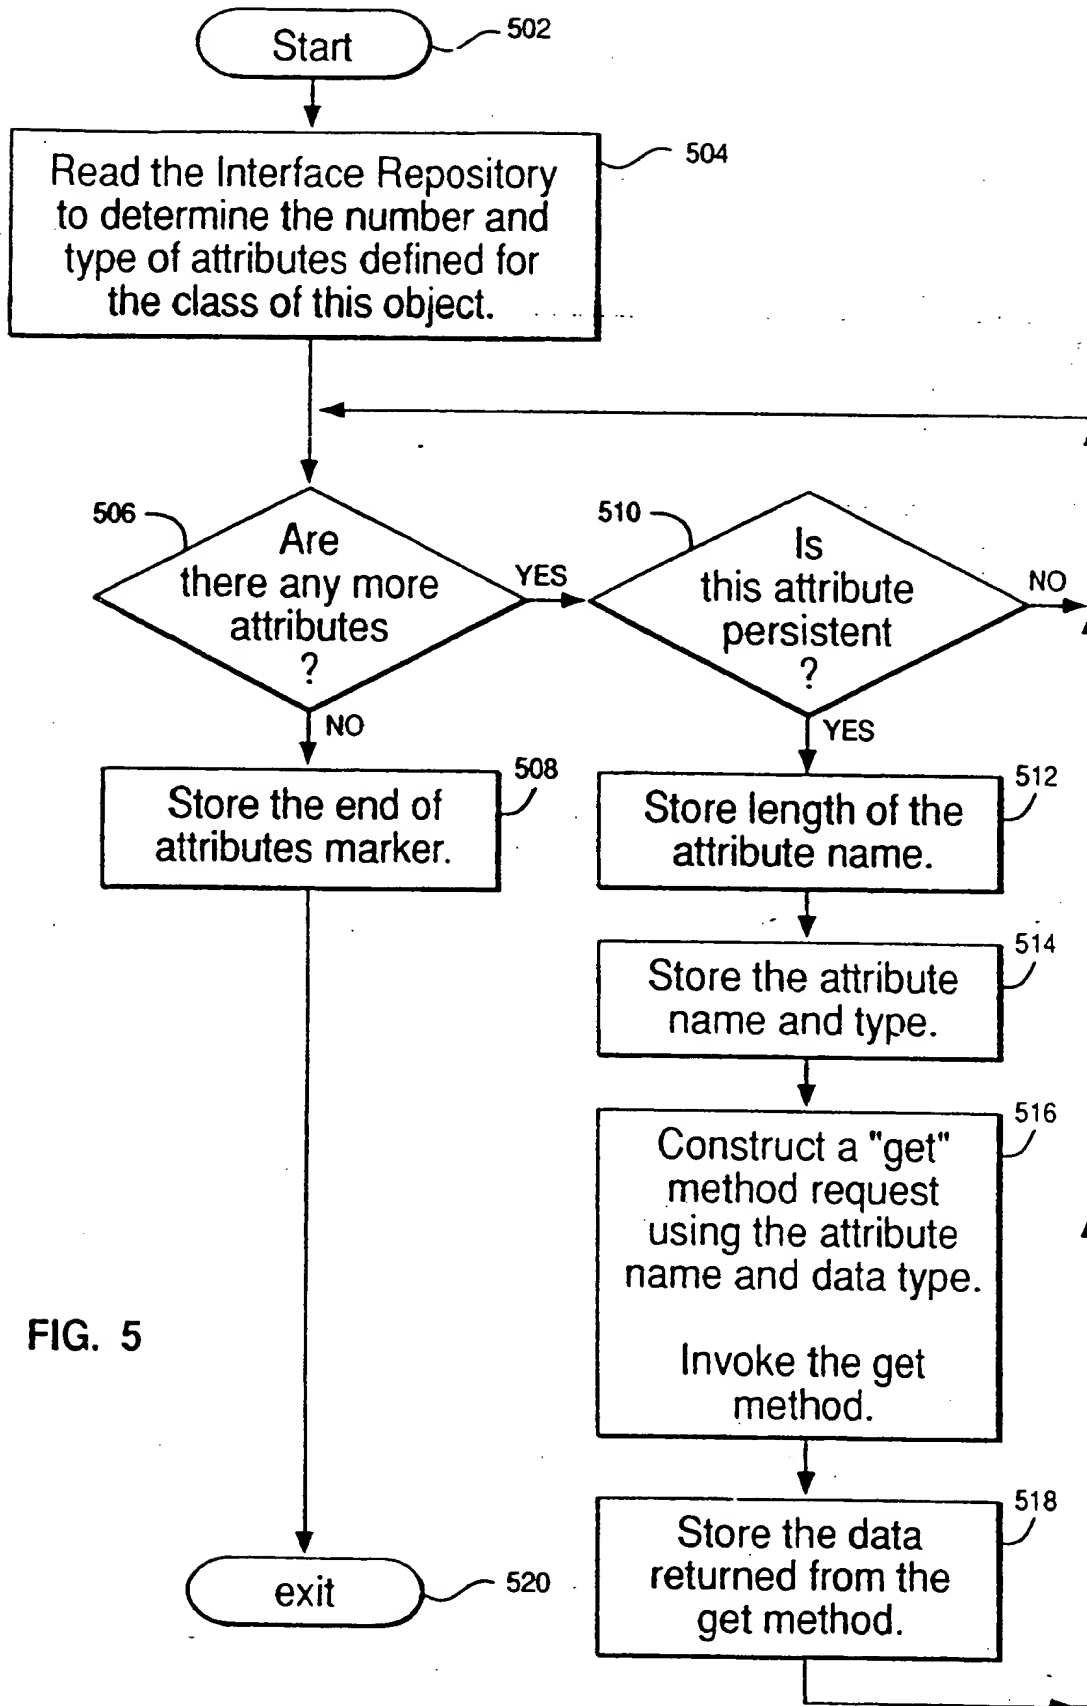 Start
502
504
Read the Interface Repository
to determine the number and
type of attributes defined for
the class of this object.
506
Are
there any more
attributes
?
YES
NO
510
Is
this attribute
persistent
?
NO
YES
508
Store the end of
attributes marker.
512
Store length of the
attribute name.
514
Store the attribute
name and type.
516
Construct a "get"
method request
using the attribute
name and data type.
Invoke the get
method.
FIG. 5
518
Store the data
returned from the
get method.
exit
520